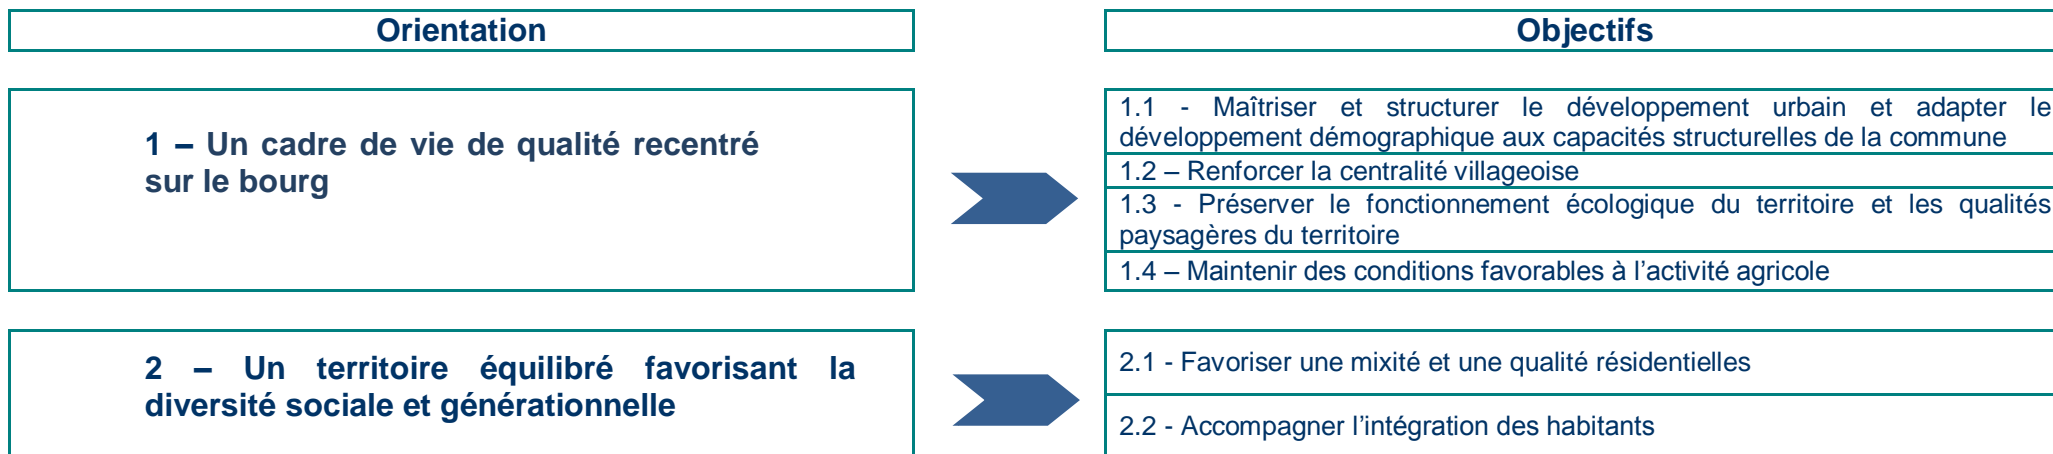 Orientation
Objectifs
1 – Un cadre de vie de qualité recentré
sur le bourg
1.1 - Maîtriser et structurer le développement urbain et adapter le
développement démographique aux capacités structurelles de la commune
1.2 – Renforcer la centralité villageoise
1.3 - Préserver le fonctionnement écologique du territoire et les qualités
paysagères du territoire
1.4 – Maintenir des conditions favorables à l’activité agricole
2 – Un territoire équilibré favorisant la
diversité sociale et générationnelle
2.1 - Favoriser une mixité et une qualité résidentielles
2.2 - Accompagner l’intégration des habitants